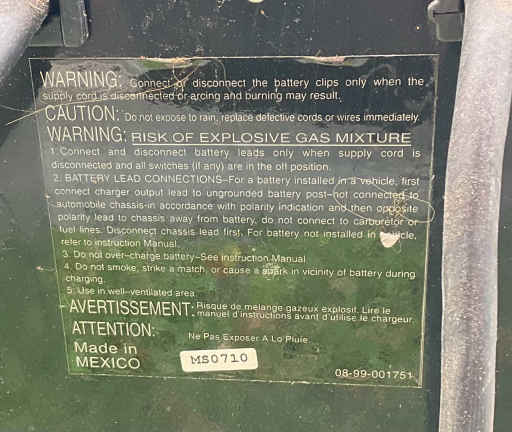 WARNING: Connect or disconnect the battery clips only when the
supply cord is disconnected or arcing and burning may result.
CAUTION: Do not expose to rain, replace defective cords or wires immediately.
WARNING: RISK OF EXPLOSIVE GAS MIXTURE
1. Connect and disconnect battery leads only when supply cord is
disconnected and all switches (if any) are in the off position.
2. BATTERY LEAD CONNECTIONS-For a battery installed in a vehicle, first
connect charger output lead to ungrounded battery post-not connected to
automobile chassis-in accordance with polarity indication and then opposite
polarity lead to chassis away from battery, do not connect to carburetor or
fuel lines. Disconnect chassis lead first. For battery not installed in vehicle,
refer to instruction Manual.
3. Do not over-charge battery-See instruction Manual
4. Do not smoke, strike a match, or cause a spark in vicinity of battery during
charging.
5. Use in well-ventilated area.
AVERTISSEMENT: Risque de melange gazeux explosif. Lire le
manuel d'instructions avant d'utilise le chargeur.
ATTENTION: Ne Pas Exposer A Lo Pluie
Made in
MEXICO
MS0710
08-99-001751